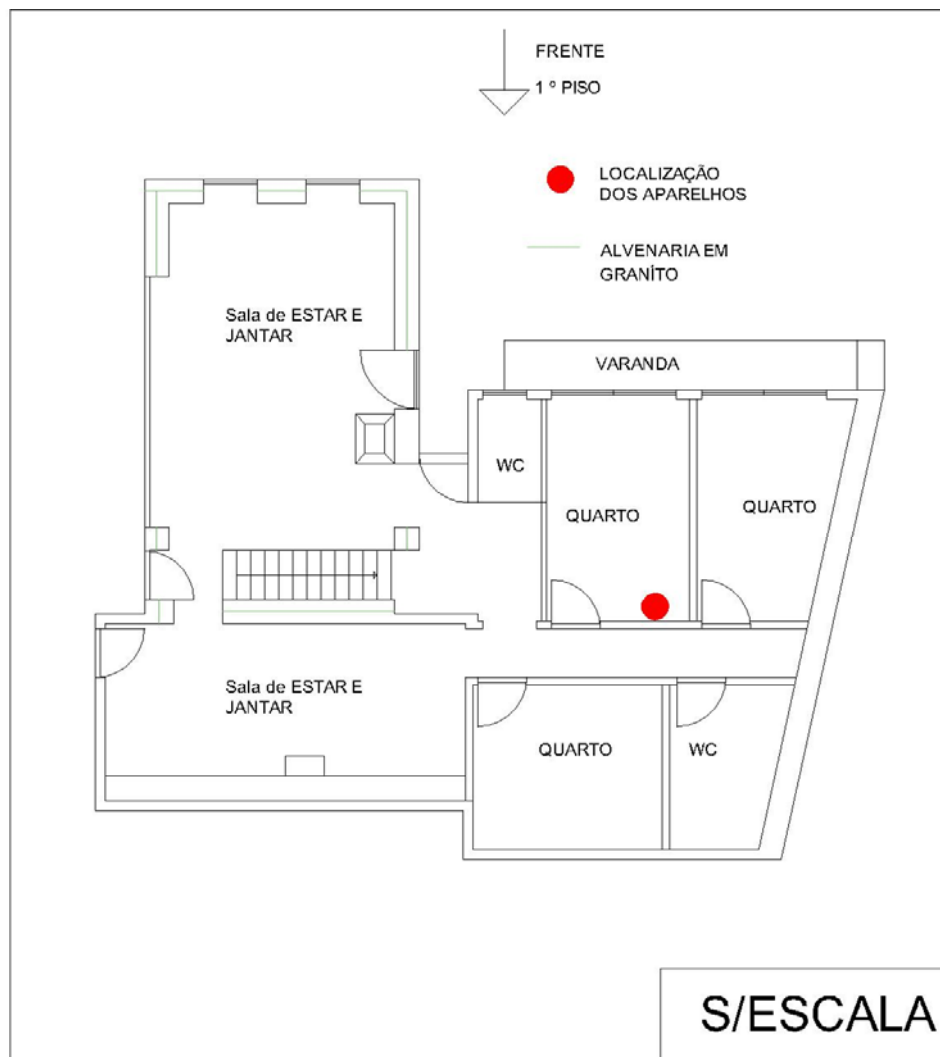 FRENTE
1 º PISO
LOCALIZAÇÃO
DOS APARELHOS
ALVENARIA EM
GRANÍTO
Sala de ESTAR E
JANTAR
VARANDA
WC
QUARTO
QUARTO
Sala de ESTAR E
JANTAR
QUARTO
WC
S/ESCALA